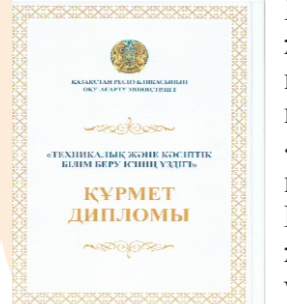 ҚАЗАҚСТАН РЕСПУБЛИКАСЫНЫҢ
ОҚУ-АҒАРТУ МИНИСТРЛІГІ
«ТЕХНИКАЛЫҚ ЖӘНЕ КӘСІПТІК
БІЛІМ БЕРУ ІСІНІҢ ҮЗДІГІ»
ҚҰРМЕТ
ДИПЛОМЫ